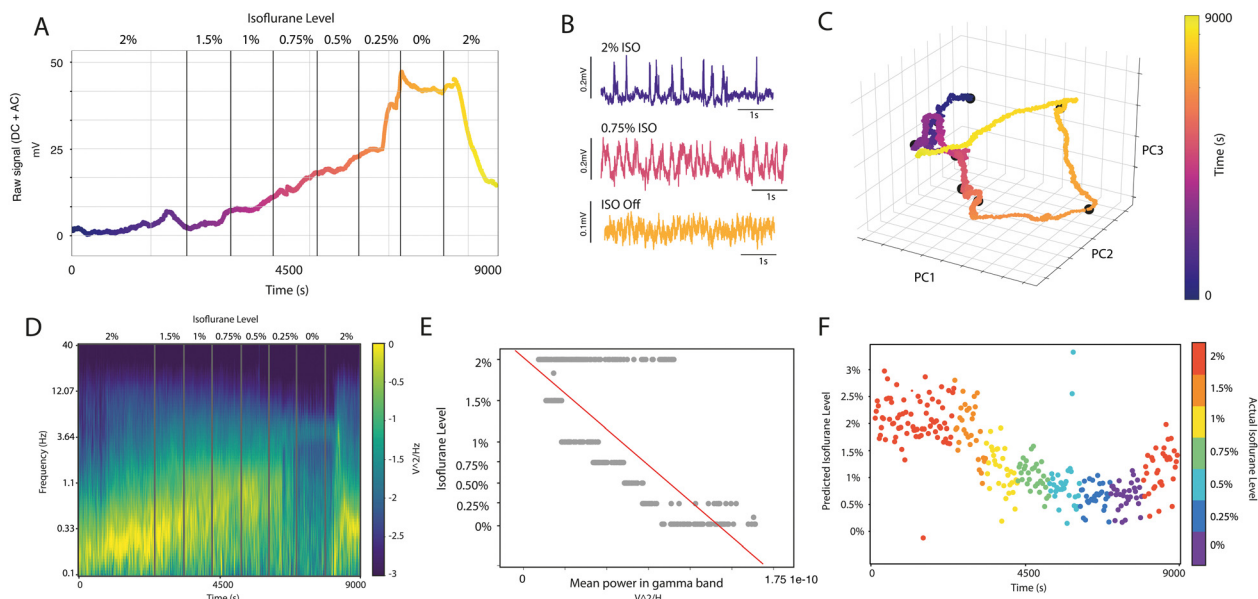 A
Isoflurane Level
2% 1.5% 1% 0.75% 0.5% 0.25% 0% 2%
50
25
0
Raw signal (DC + AC)
mV
0 4500 9000
Time (s)
B
2% ISO
0.2mV
1s
0.75% ISO
0.2mV
1s
ISO Off
0.1mV
1s
C
PC1
PC2
PC3
9000
Time (s)
0
D
Isoflurane Level
2% 1.5% 1% 0.75% 0.5% 0.25% 0% 2%
40
12.07
3.64
1.1
0.33
0.1
Frequency (Hz)
0 4500 9000
Time (s)
0
-0.5
-1
-1.5
-2
-2.5
-3
V^2/Hz
E
2%
1.5%
1%
0.75%
0.50%
0.25%
0%
Isoflurane Level
0 Mean power in gamma band 1.75 1e-10
V^2/H
F
3%
2.5%
2%
1.5%
1%
0.5%
0%
Predicted Isoflurane Level
0 4500 9000
Time (s)
2%
1.5%
1%
0.75%
0.5%
0.25%
0%
Actual Isoflurane Level